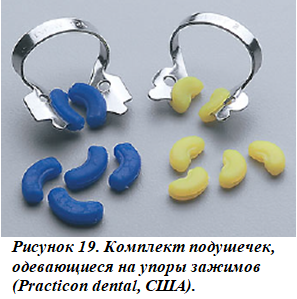 Рисунок 19. Комплект подушечек,
одевающиеся на упоры зажимов
(Practicon dental, США).